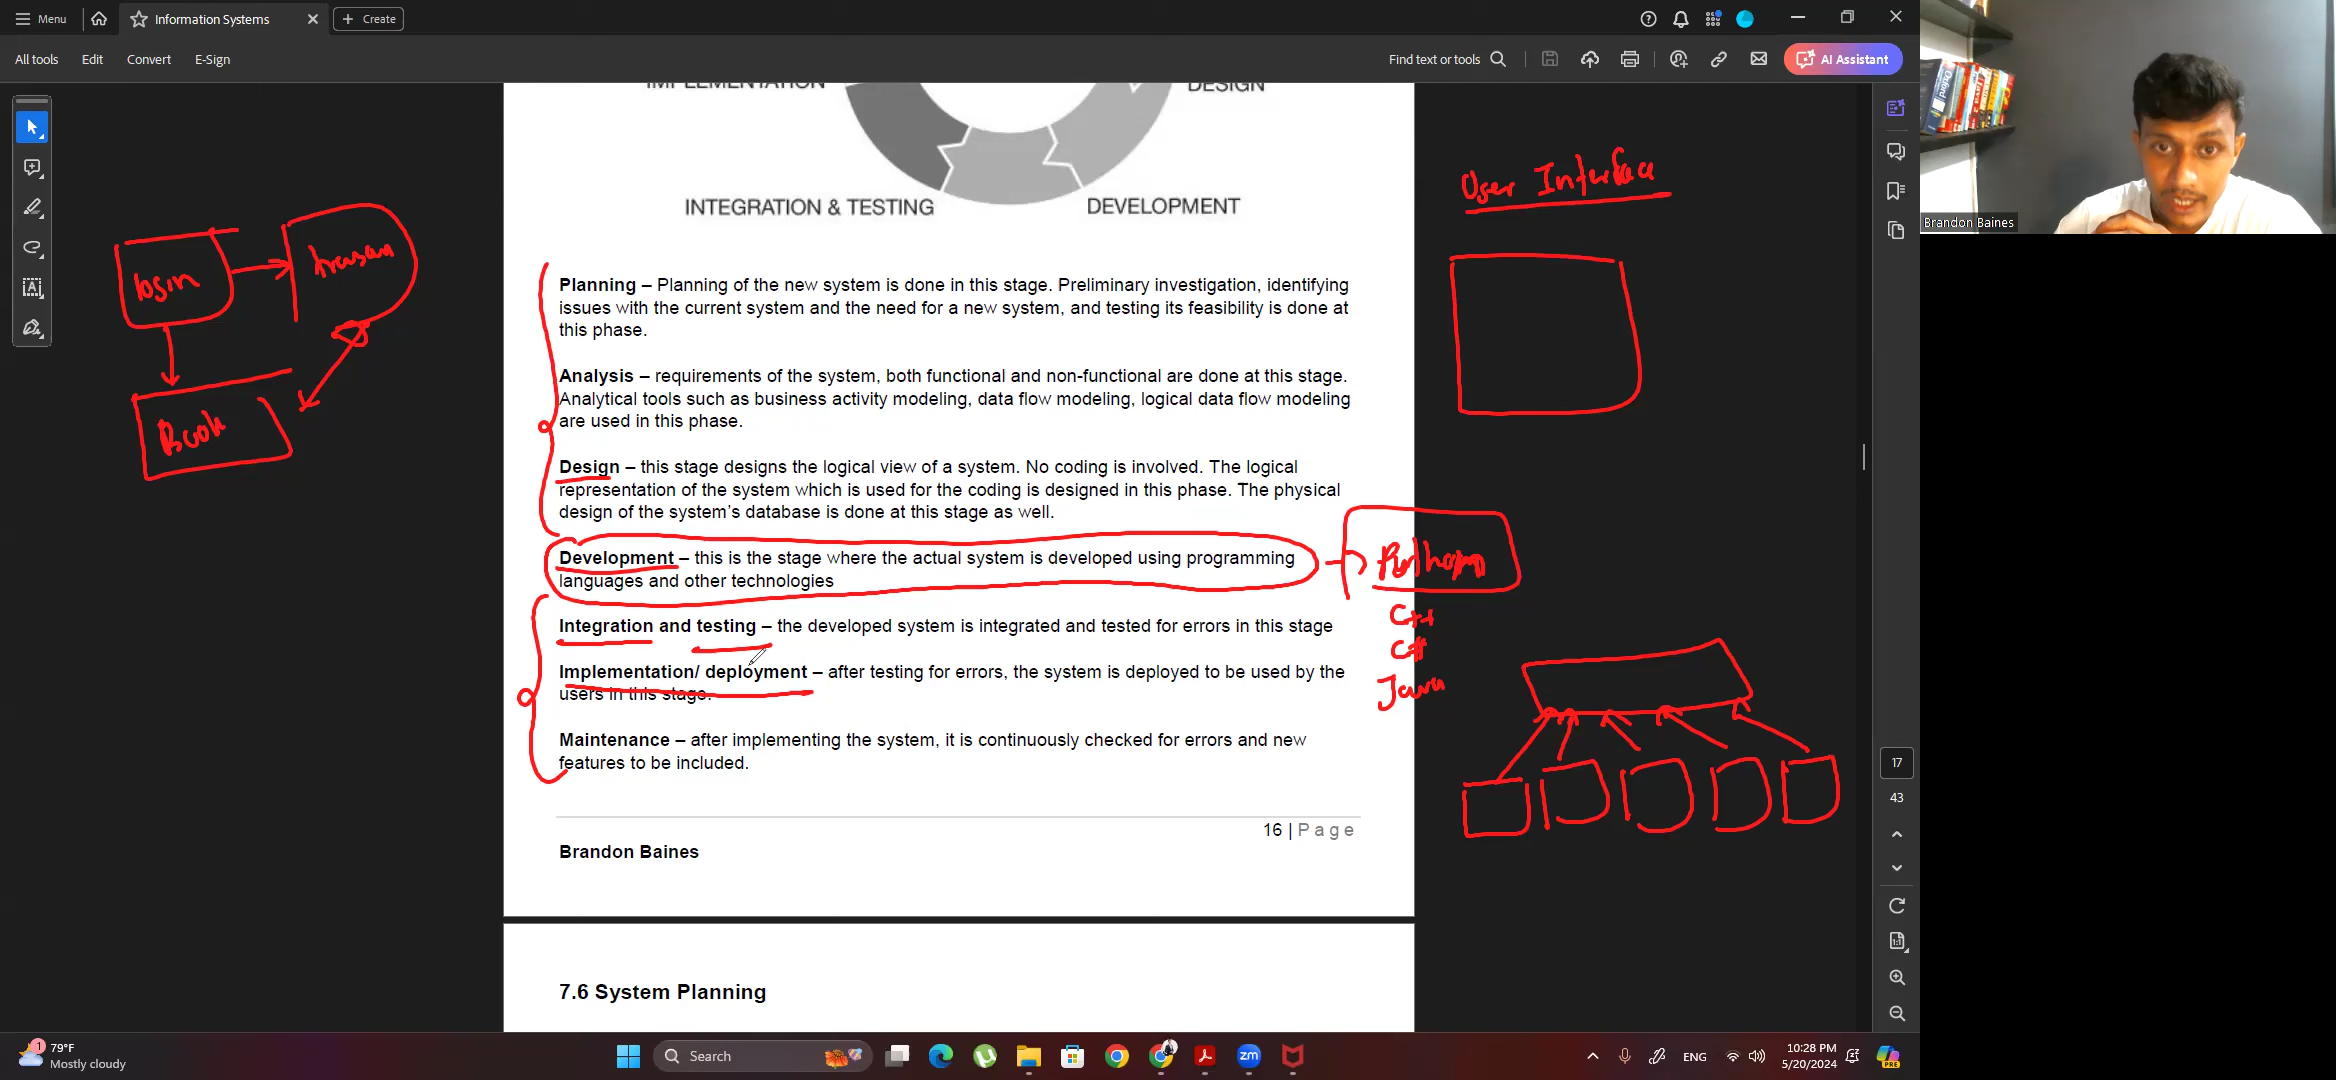 Menu
Information Systems
Create
All tools
Edit
Convert
E-Sign
Find text or tools
AI Assistant
DESIGN
INTEGRATION & TESTING
DEVELOPMENT
User Interface
login
Book
Planning – Planning of the new system is done in this stage. Preliminary investigation, identifying
issues with the current system and the need for a new system, and testing its feasibility is done at
this phase.
Analysis – requirements of the system, both functional and non-functional are done at this stage.
Analytical tools such as business activity modeling, data flow modeling, logical data flow modeling
are used in this phase.
Design – this stage designs the logical view of a system. No coding is involved. The logical
representation of the system which is used for the coding is designed in this phase. The physical
design of the system's database is done at this stage as well.
Development – this is the stage where the actual system is developed using programming
languages and other technologies
C++
C#
Java
Integration and testing – the developed system is integrated and tested for errors in this stage
Implementation/ deployment – after testing for errors, the system is deployed to be used by the
users in this stage.
Maintenance – after implementing the system, it is continuously checked for errors and new
features to be included.
16 | Page
Brandon Baines
7.6 System Planning
17
43
Brandon Baines
1
79°F
Mostly cloudy
Search
zm
ENG
10:28 PM
5/20/2024
PRE